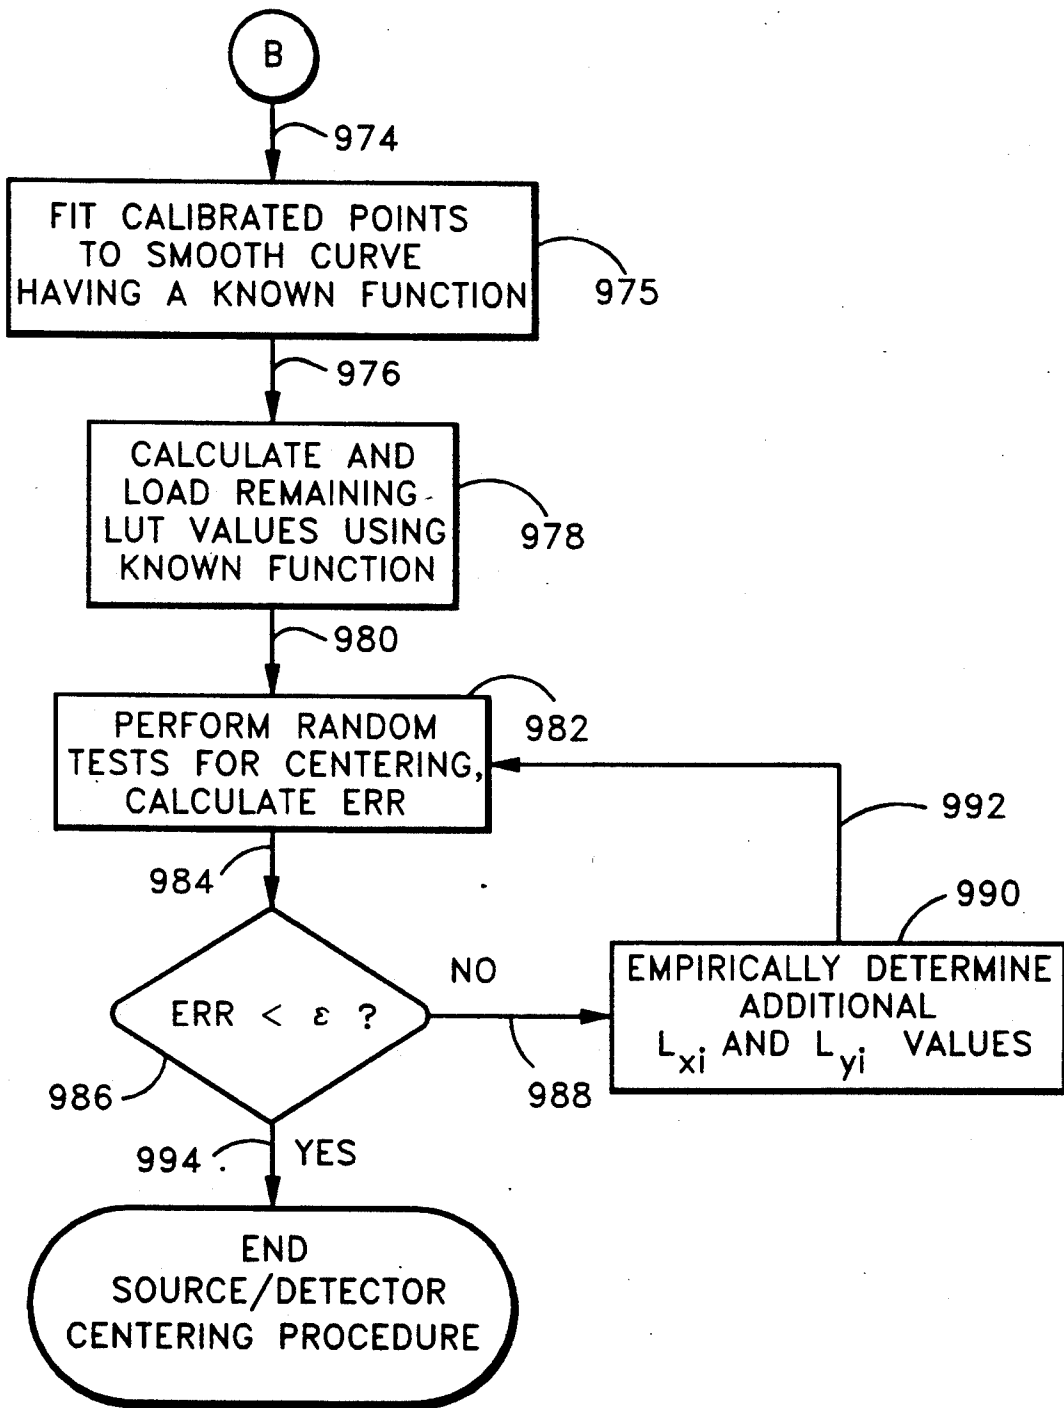 B
974
FIT CALIBRATED POINTS
TO SMOOTH CURVE
HAVING A KNOWN FUNCTION
975
976
CALCULATE AND
LOAD REMAINING
LUT VALUES USING
KNOWN FUNCTION
978
980
PERFORM RANDOM
TESTS FOR CENTERING,
CALCULATE ERR
982
992
984
990
ERR < ε ?
NO
EMPIRICALLY DETERMINE
ADDITIONAL
Lxi AND Lyi VALUES
986
988
994
YES
END
SOURCE/DETECTOR
CENTERING PROCEDURE